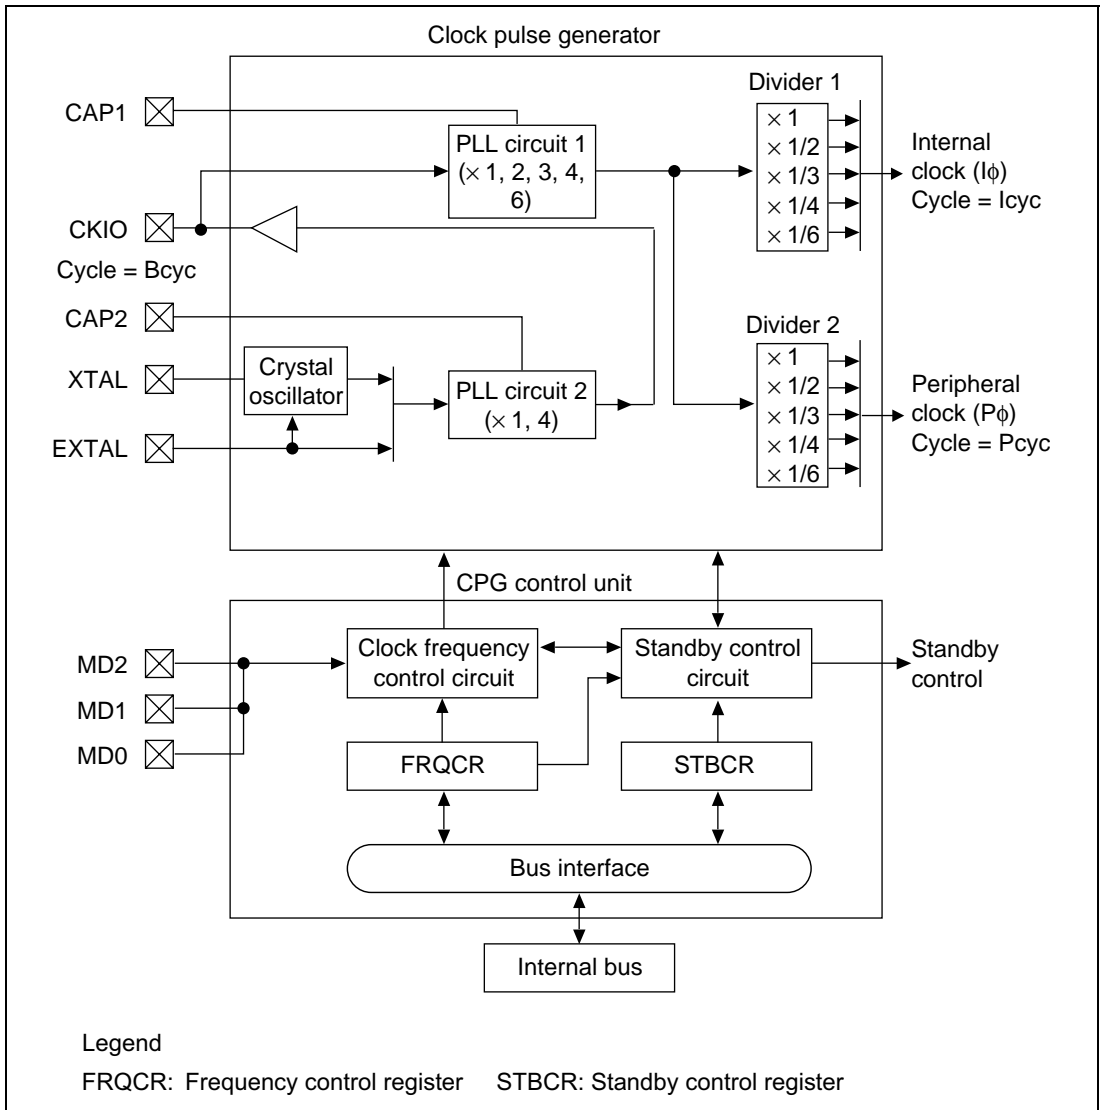 Clock pulse generator
Divider 1
CAP1
PLL circuit 1
(× 1, 2, 3, 4,
6)
× 1
× 1/2
× 1/3
× 1/4
× 1/6
Internal
clock (Iϕ)
Cycle = Icyc
CKIO
Cycle = Bcyc
CAP2
Divider 2
XTAL
Crystal
oscillator
PLL circuit 2
(× 1, 4)
× 1
× 1/2
× 1/3
× 1/4
× 1/6
Peripheral
clock (Pϕ)
Cycle = Pcyc
EXTAL
CPG control unit
MD2
MD1
MD0
Clock frequency
control circuit
Standby control
circuit
Standby
control
FRQCR
STBCR
Bus interface
Internal bus
Legend
FRQCR: Frequency control register STBCR: Standby control register